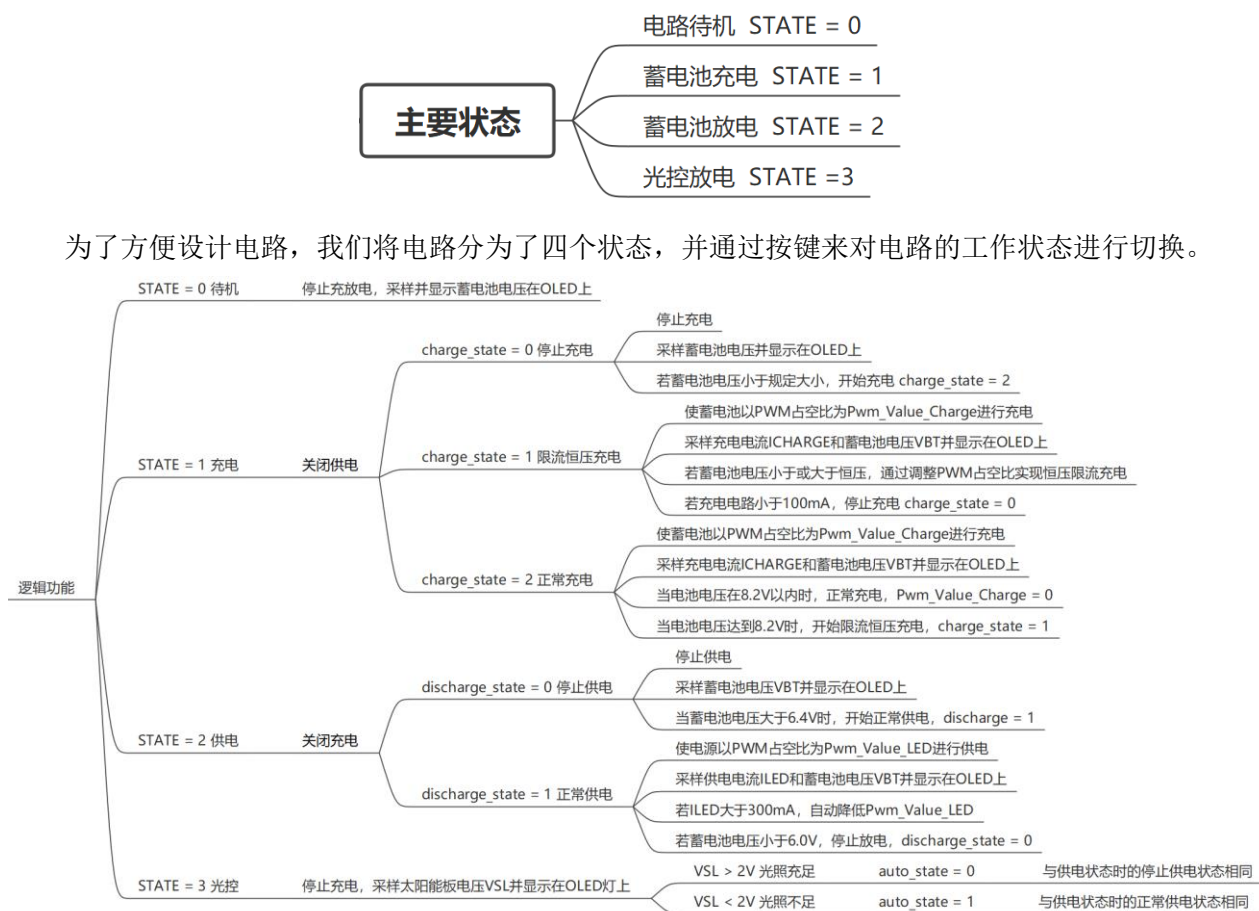 主要状态
电路待机 STATE = 0
蓄电池充电 STATE = 1
蓄电池放电 STATE = 2
光控放电 STATE =3
为了方便设计电路，我们将电路分为了四个状态，并通过按键来对电路的工作状态进行切换。
逻辑功能
STATE = 0 待机 停止充放电，采样并显示蓄电池电压在OLED上
STATE = 1 充电 关闭供电
charge_state = 0 停止充电
停止充电
采样蓄电池电压并显示在OLED上
若蓄电池电压小于规定大小，开始充电 charge_state = 2
charge_state = 1 限流恒压充电
使蓄电池以PWM占空比为Pwm_Value_Charge进行充电
采样充电电流ICHARGE和蓄电池电压VBT并显示在OLED上
若蓄电池电压小于或大于恒压，通过调整PWM占空比实现恒压限流充电
若充电电路小于100mA，停止充电 charge_state = 0
charge_state = 2 正常充电
使蓄电池以PWM占空比为Pwm_Value_Charge进行充电
采样充电电流ICHARGE和蓄电池电压VBT并显示在OLED上
当电池电压在8.2V以内时，正常充电，Pwm_Value_Charge = 0
当电池电压达到8.2V时，开始限流恒压充电，charge_state = 1
STATE = 2 供电 关闭充电
discharge_state = 0 停止供电
停止供电
采样蓄电池电压VBT并显示在OLED上
当蓄电池电压大于6.4V时，开始正常供电，discharge = 1
discharge_state = 1 正常供电
使电源以PWM占空比为Pwm_Value_LED进行供电
采样供电电流ILED和蓄电池电压VBT并显示在OLED上
若ILED大于300mA，自动降低Pwm_Value_LED
若蓄电池电压小于6.0V，停止放电，discharge_state = 0
STATE = 3 光控 停止充电，采样太阳能板电压VSL并显示在OLED灯上
VSL > 2V 光照充足 auto_state = 0 与供电状态时的停止供电状态相同
VSL < 2V 光照不足 auto_state = 1 与供电状态时的正常供电状态相同